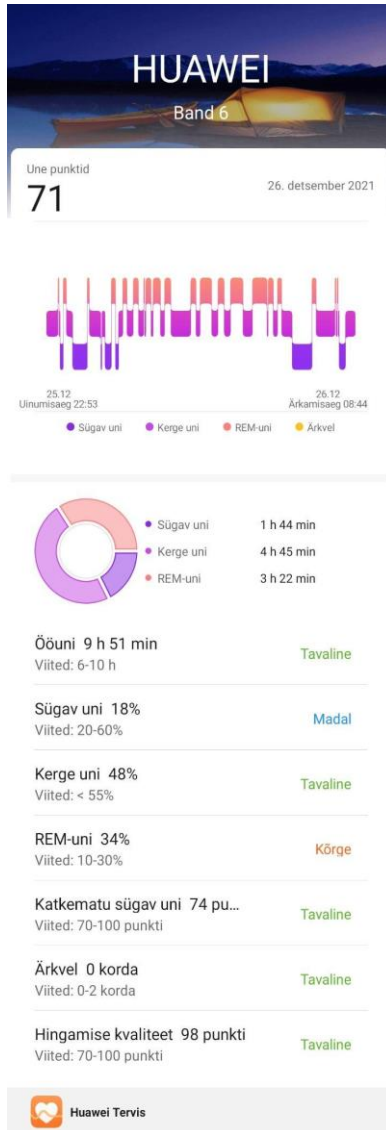 HUAWEI
Band 6
Une punktid
71
26. detsember 2021
25.12
Uinumisaeg 22:53
26.12
Ärkamisaeg 08:44
Sügav uni Kerge uni REM-uni Ärkvel
Sügav uni 1 h 44 min
Kerge uni 4 h 45 min
REM-uni 3 h 22 min
Ööuni 9 h 51 min
Viited: 6-10 h
Tavaline
Sügav uni 18%
Viited: 20-60%
Madal
Kerge uni 48%
Viited: < 55%
Tavaline
REM-uni 34%
Viited: 10-30%
Kõrge
Katkematu sügav uni 74 pu...
Viited: 70-100 punkti
Tavaline
Ärkvel 0 korda
Viited: 0-2 korda
Tavaline
Hingamise kvaliteet 98 punkti
Viited: 70-100 punkti
Tavaline
Huawei Tervis